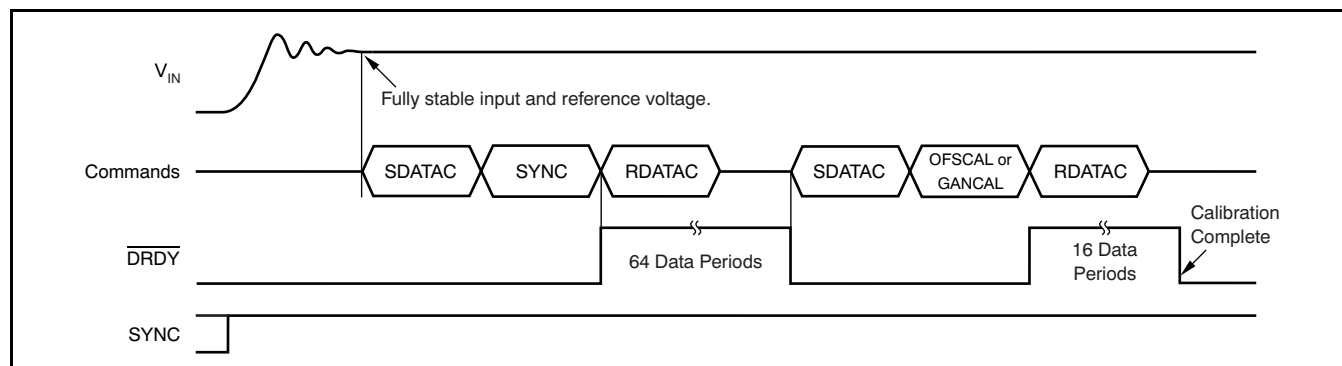 VIN
Fully stable input and reference voltage.
Commands
SDATAC
SYNC
RDATAC
SDATAC
OFSCAL or
GANCAL
RDATAC
Calibration
Complete
DRDY
64 Data Periods
16 Data
Periods
SYNC